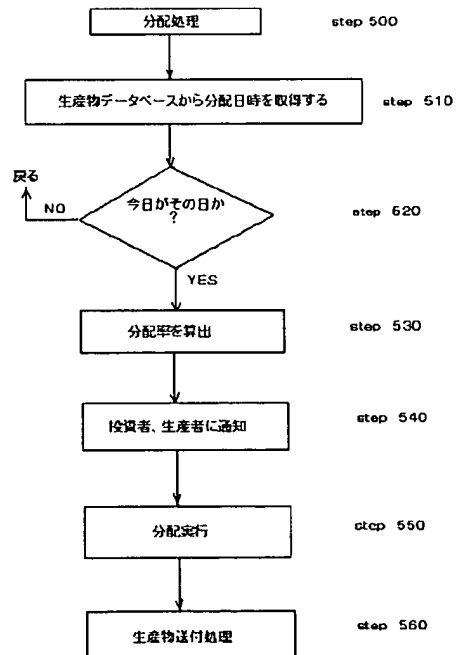 分配処理 step 500
生産物データベースから分配日時を取得する step 510
戻る
NO
今日がその日か
？
step 520
YES
分配率を算出 step 530
投資者、生産者に通知 step 540
分配実行 step 550
生産物送付処理 step 560